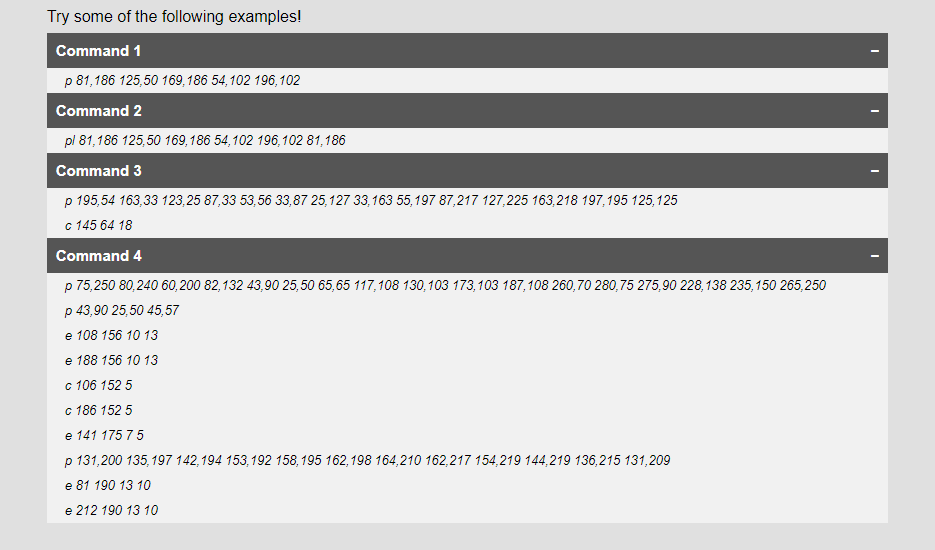 Try some of the following examples!
Command 1 –
p 81,186 125,50 169,186 54,102 196,102
Command 2 –
pl 81,186 125,50 169,186 54,102 196,102 81,186
Command 3 –
p 195,54 163,33 123,25 87,33 53,56 33,87 25,127 33,163 55,197 87,217 127,225 163,218 197,195 125,125
c 145 64 18
Command 4 –
p 75,250 80,240 60,200 82,132 43,90 25,50 65,65 117,108 130,103 173,103 187,108 260,70 280,75 275,90 228,138 235,150 265,250
p 43,90 25,50 45,57
e 108 156 10 13
e 188 156 10 13
c 106 152 5
c 186 152 5
e 141 175 7 5
p 131,200 135,197 142,194 153,192 158,195 162,198 164,210 162,217 154,219 144,219 136,215 131,209
e 81 190 13 10
e 212 190 13 10